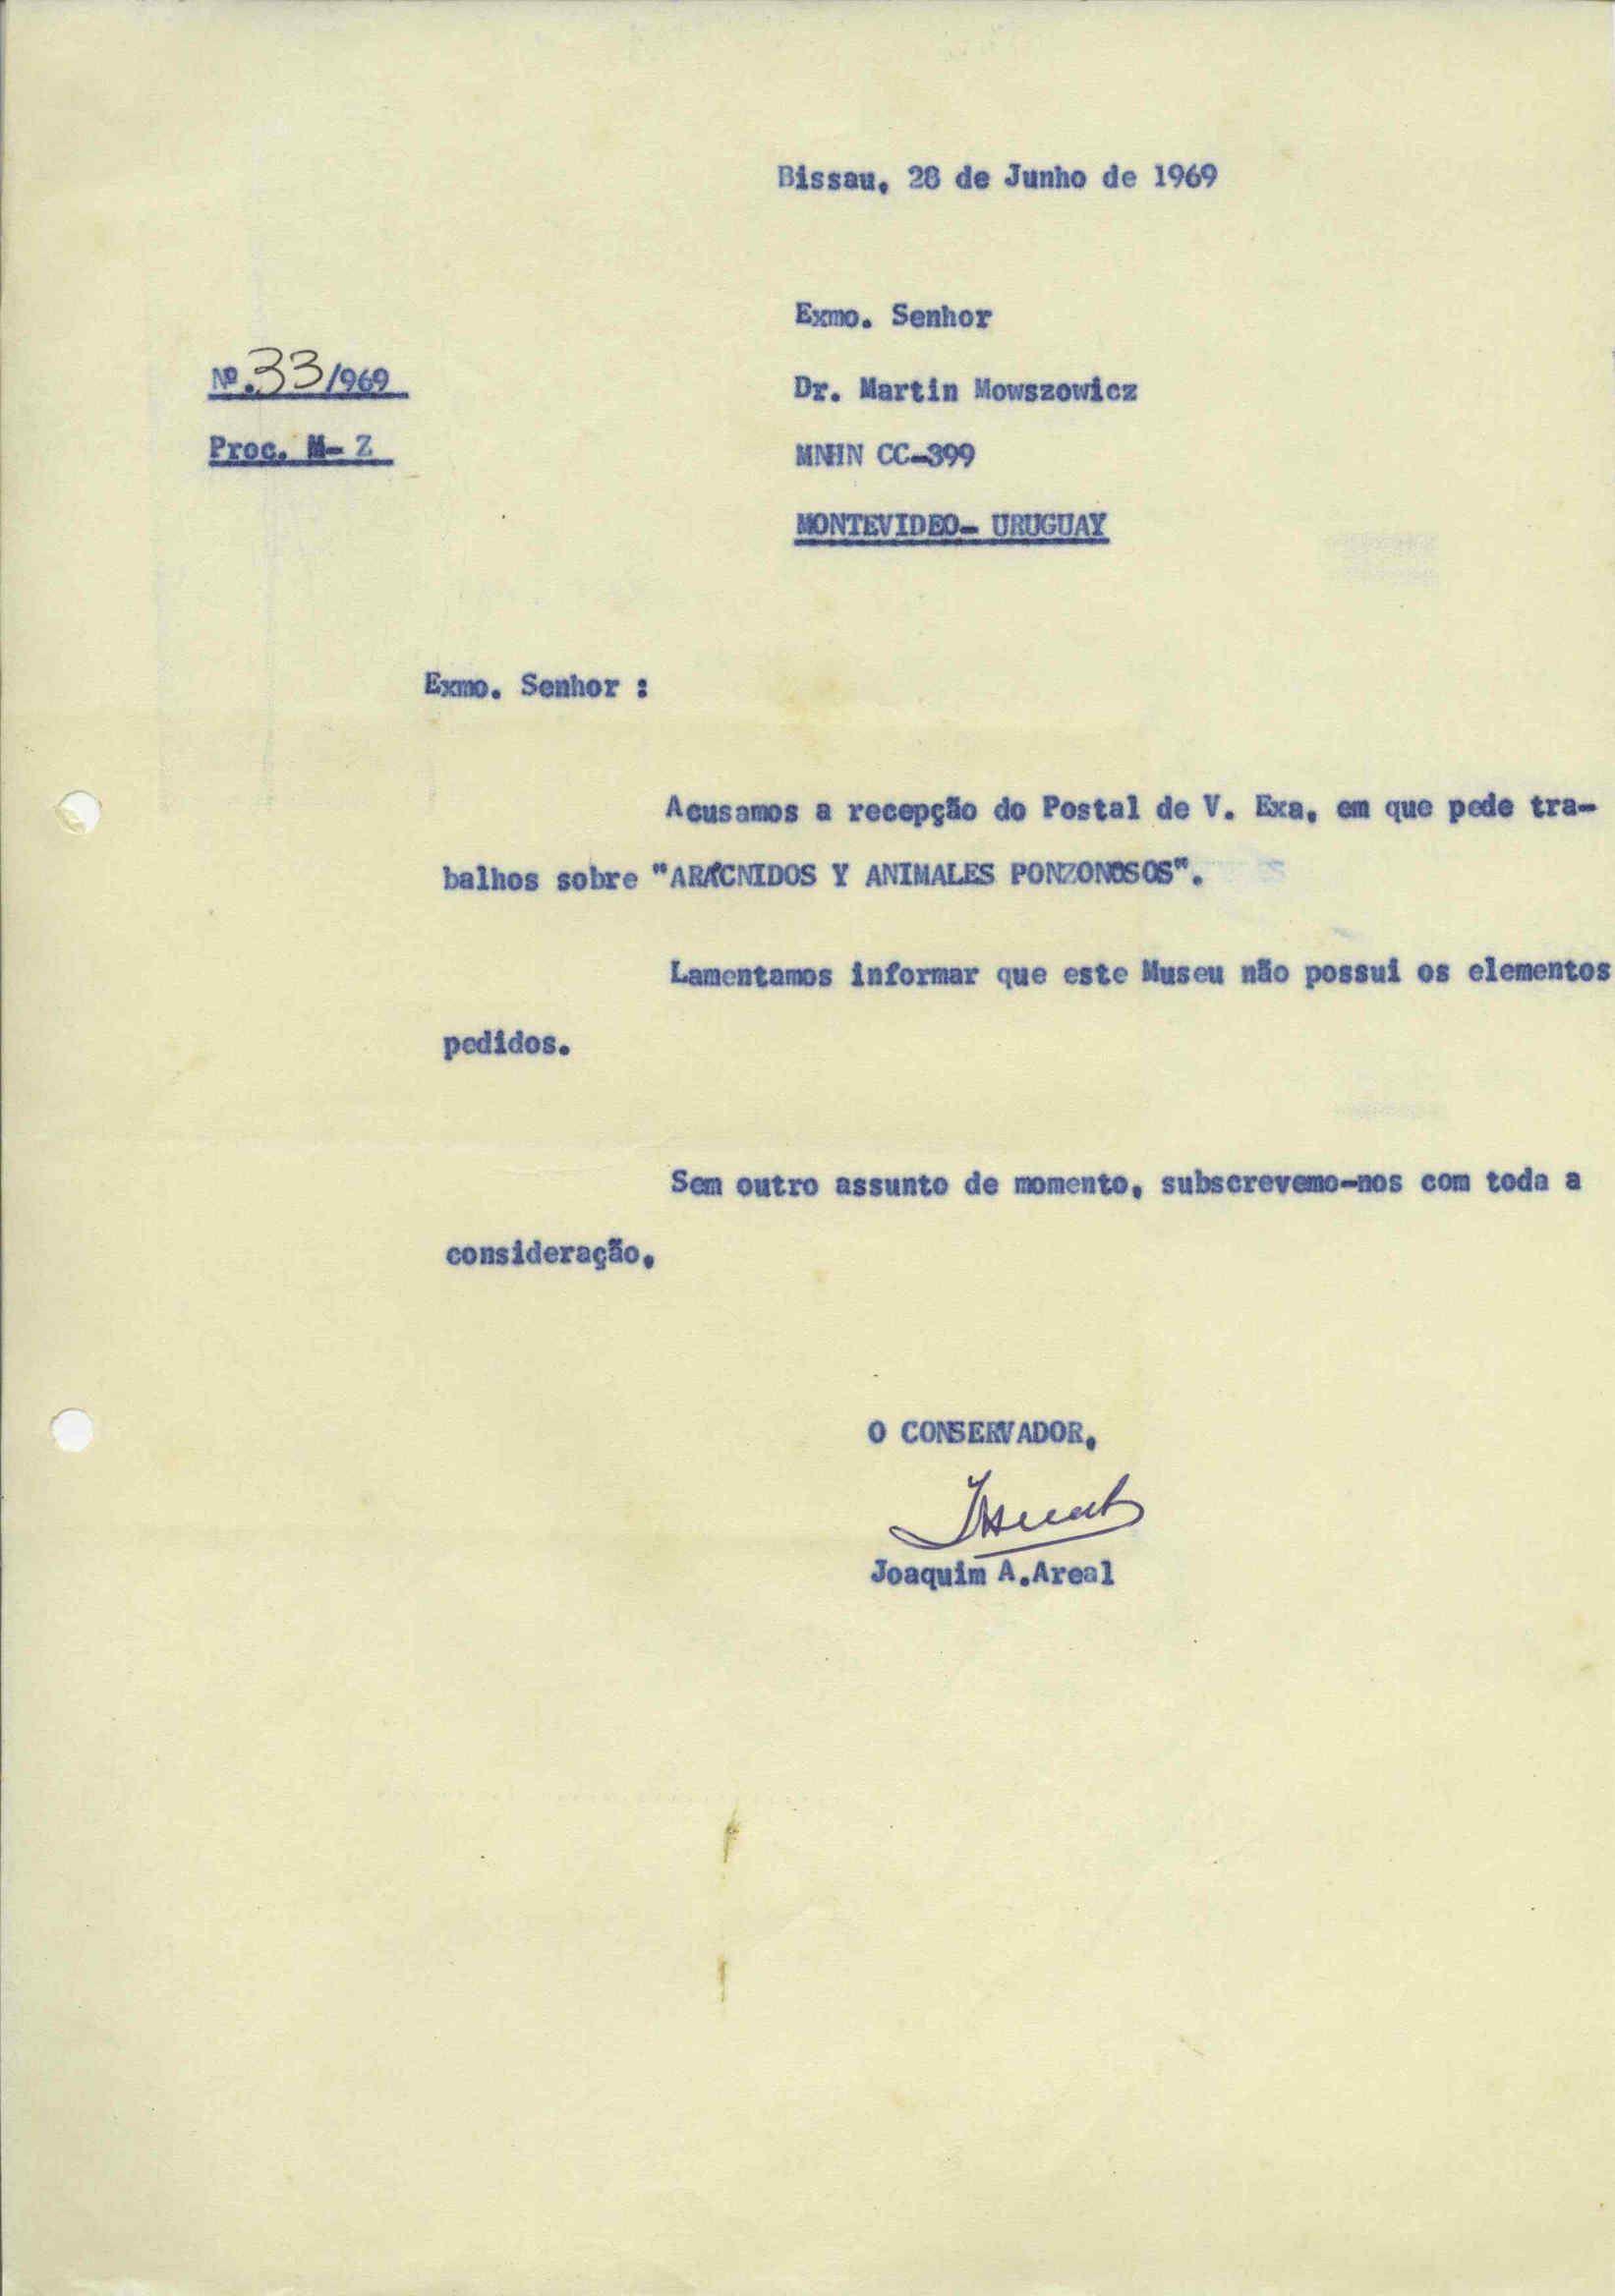 Bissau, 28 de Junho de 1969
Exmo. Senhor
Nº.33/969
Dr. Martin Mowszowicz
Proc. M- Z
MNHN CC-399
MONTEVIDEO- URUGUAY
Exmo. Senhor :
Acusamos a recepção do Postal de V. Exa, em que pede tra-
balhos sobre "ARÁCNIDOS Y ANIMALES PONZONOSOS".
Lamentamos informar que este Museu não possui os elementos
pedidos.
Sem outro assunto de momento, subscrevemo-nos com toda a
consideração,
O CONSERVADOR,
Joaquim A.Areal